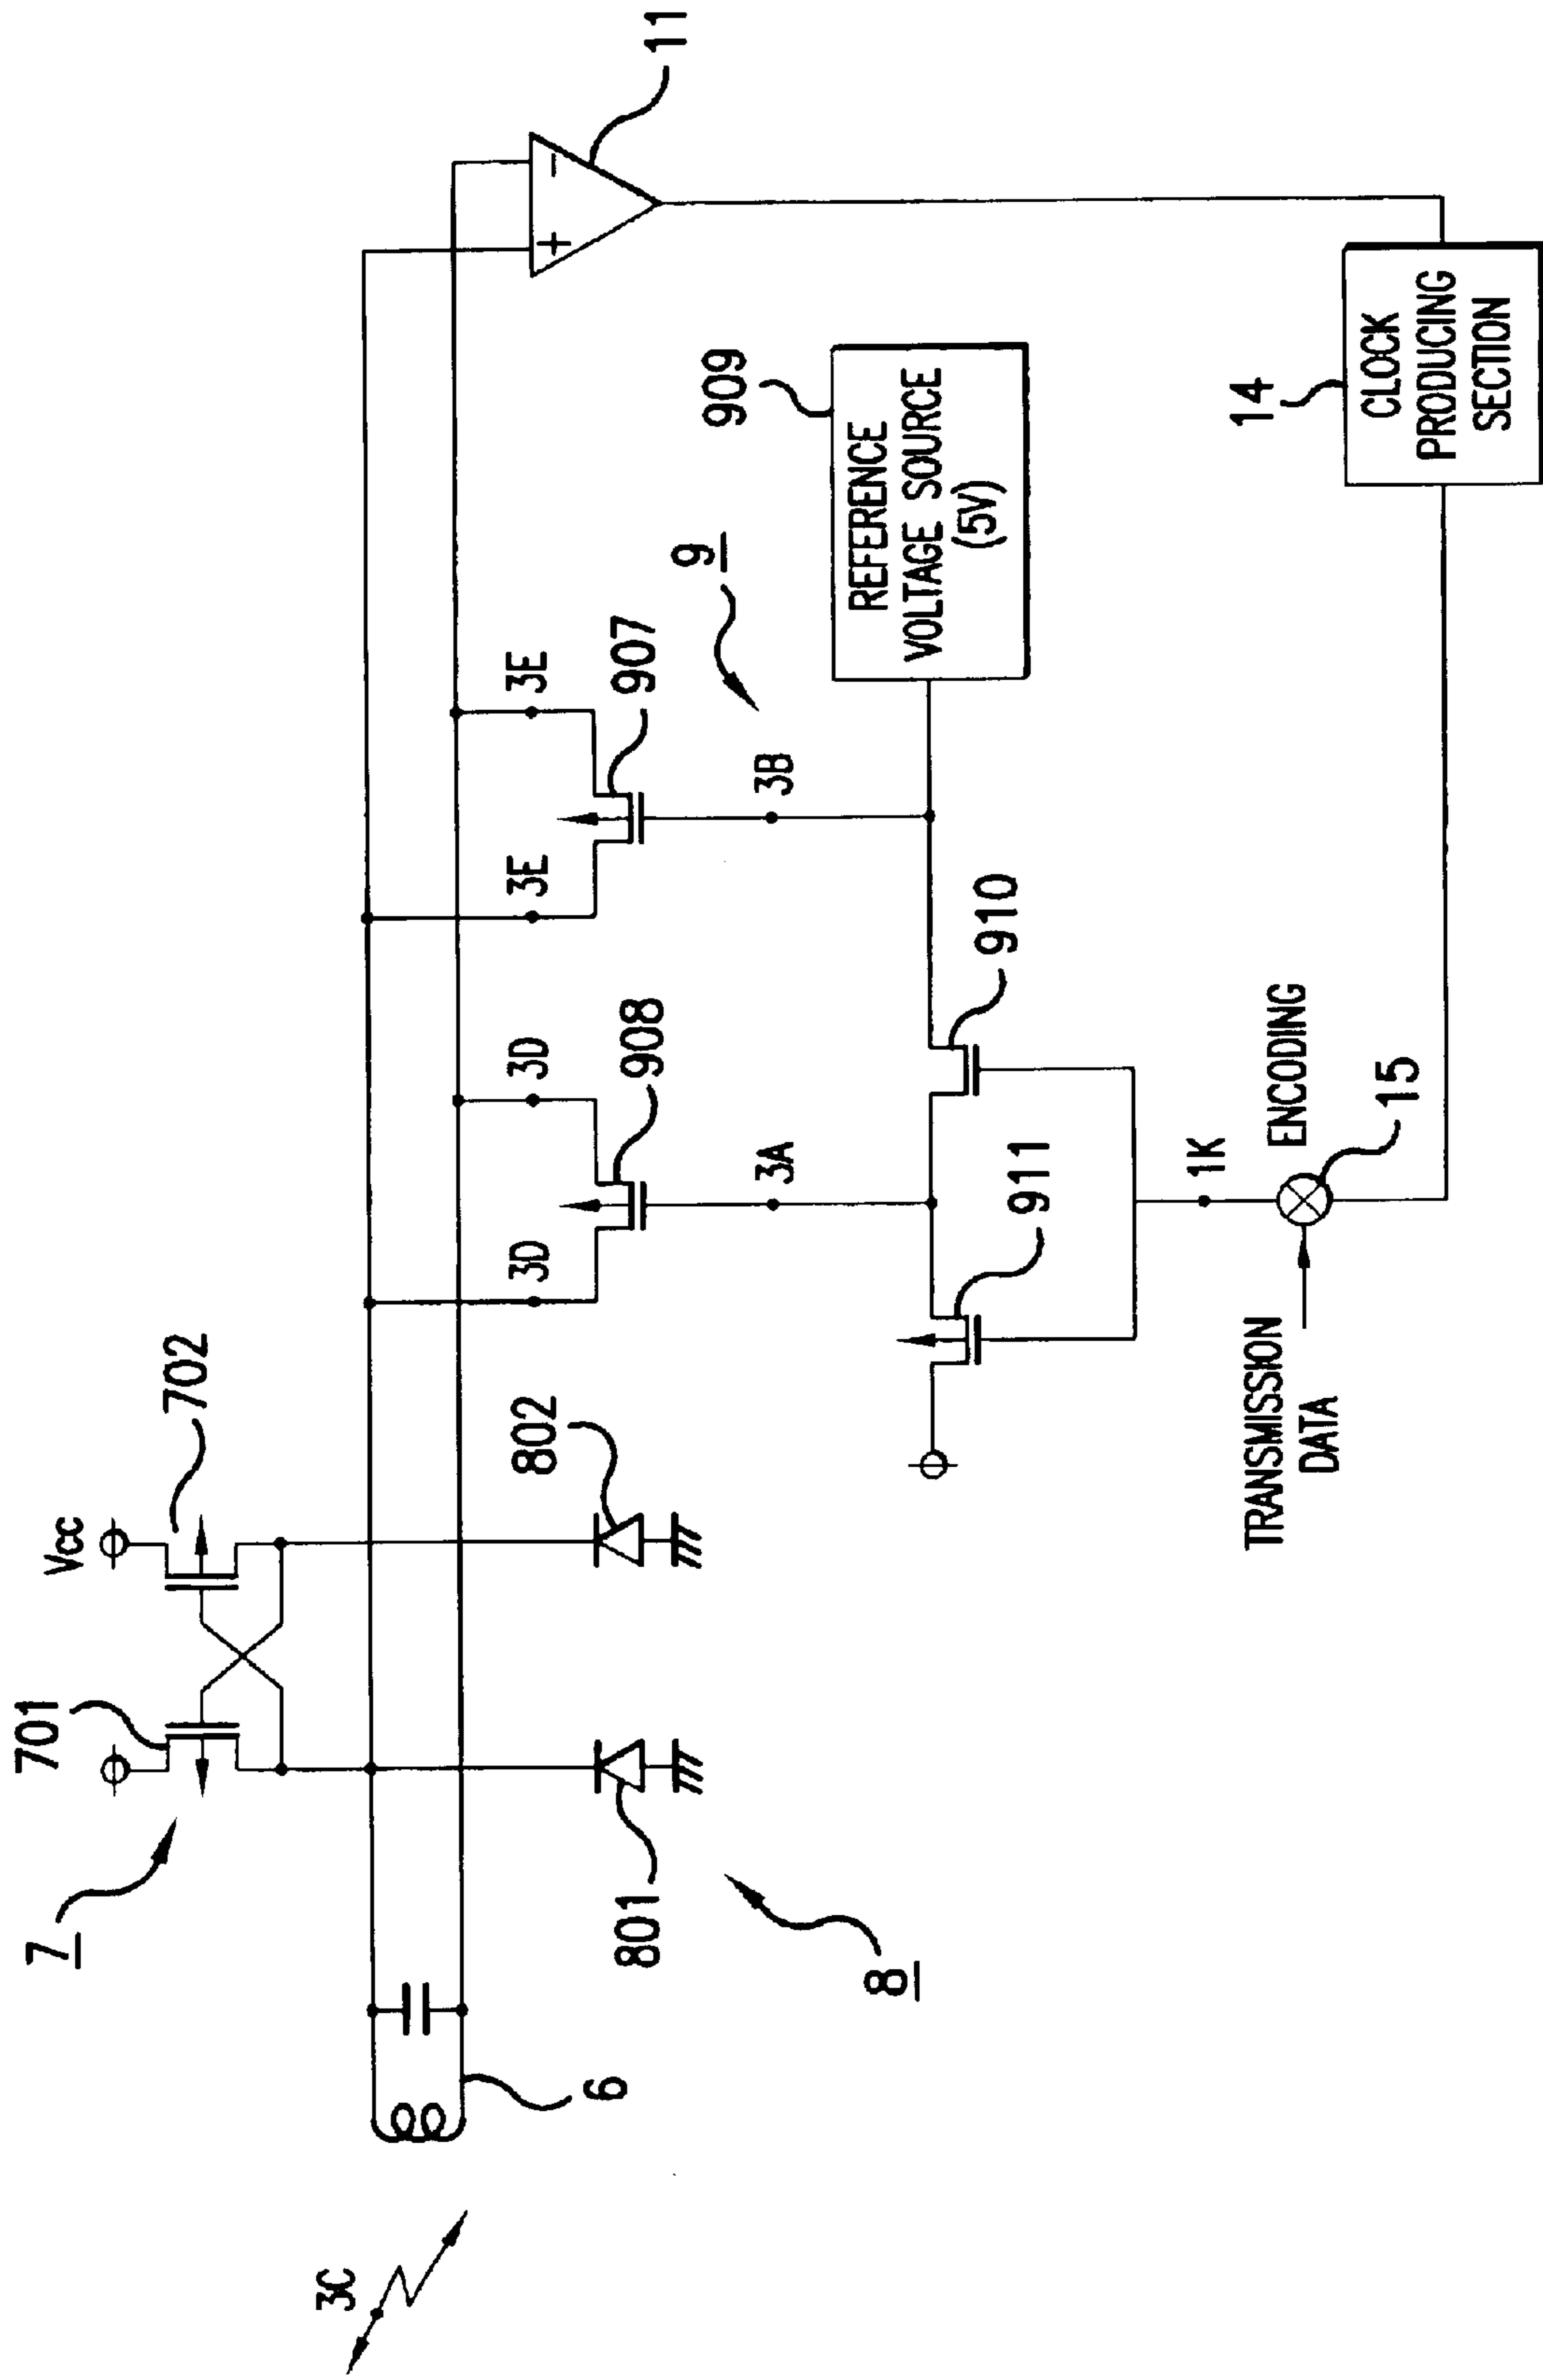 3C
6
7
701
702
Vcc
8
801
802
3D
3D
908
3E
3E
907
9
3A
3B
911
910
909
REFERENCE
VOLTAGE SOURCE
(5V)
11
+
-
1K
ENCODING
15
TRANSMISSION
DATA
14
CLOCK
PRODUCING
SECTION